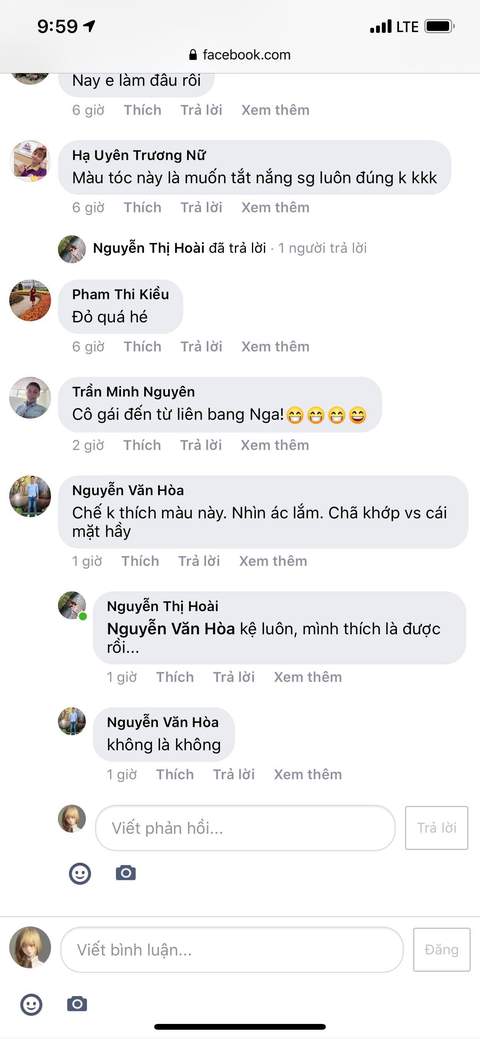 9:59
LTE
facebook.com
Nay e làm đâu rồi
6 giờ Thích Trả lời Xem thêm
Hạ Uyên Trương Nữ
Màu tóc này là muốn tắt nắng sg luôn đúng k kkk
6 giờ Thích Trả lời Xem thêm
Nguyễn Thị Hoài đã trả lời · 1 người trả lời
Pham Thi Kiều
Đỏ quá hé
6 giờ Thích Trả lời Xem thêm
Trần Minh Nguyên
Cô gái đến từ liên bang Nga!😁😁😁😄
2 giờ Thích Trả lời Xem thêm
Nguyễn Văn Hòa
Chế k thích màu này. Nhìn ác lắm. Chã khớp vs cái
mặt hầy
1 giờ Thích Trả lời Xem thêm
Nguyễn Thị Hoài
Nguyễn Văn Hòa kệ luôn, mình thích là được
rồi...
1 giờ Thích Trả lời Xem thêm
Nguyễn Văn Hòa
không là không
1 giờ Thích Trả lời Xem thêm
Viết phản hồi...
Trả lời
Viết bình luận...
Đăng